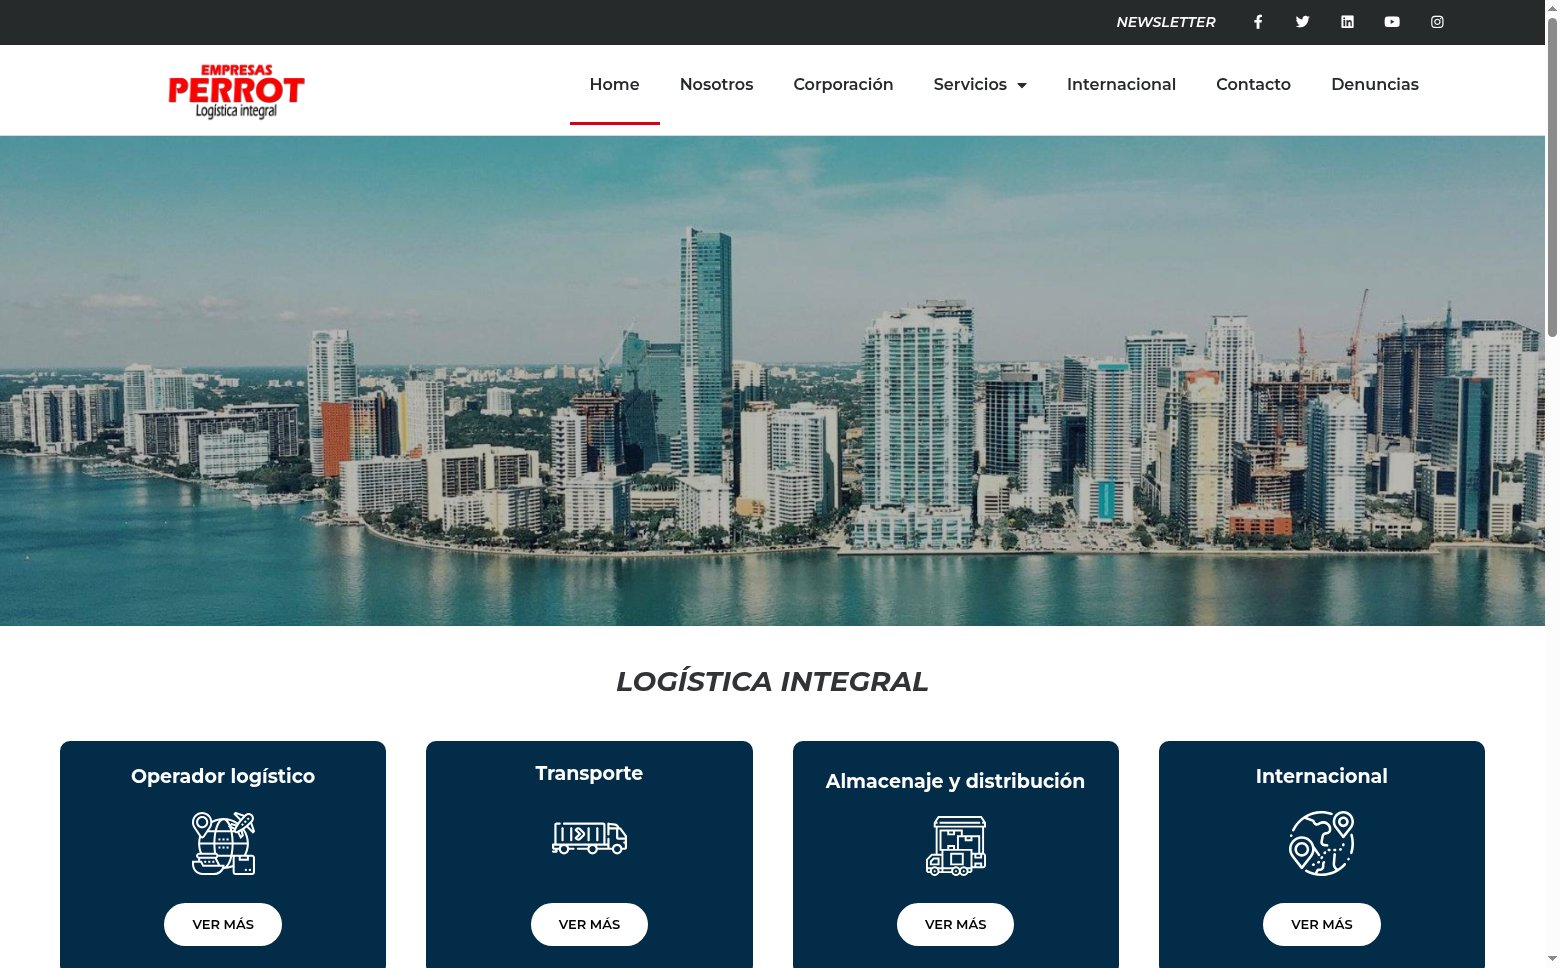 NEWSLETTER
EMPRESAS
PERROT
Logística integral
Home
Nosotros
Corporación
Servicios
Internacional
Contacto
Denuncias
LOGÍSTICA INTEGRAL
Operador logístico
Transporte
Almacenaje y distribución
Internacional
VER MÁS
VER MÁS
VER MÁS
VER MÁS